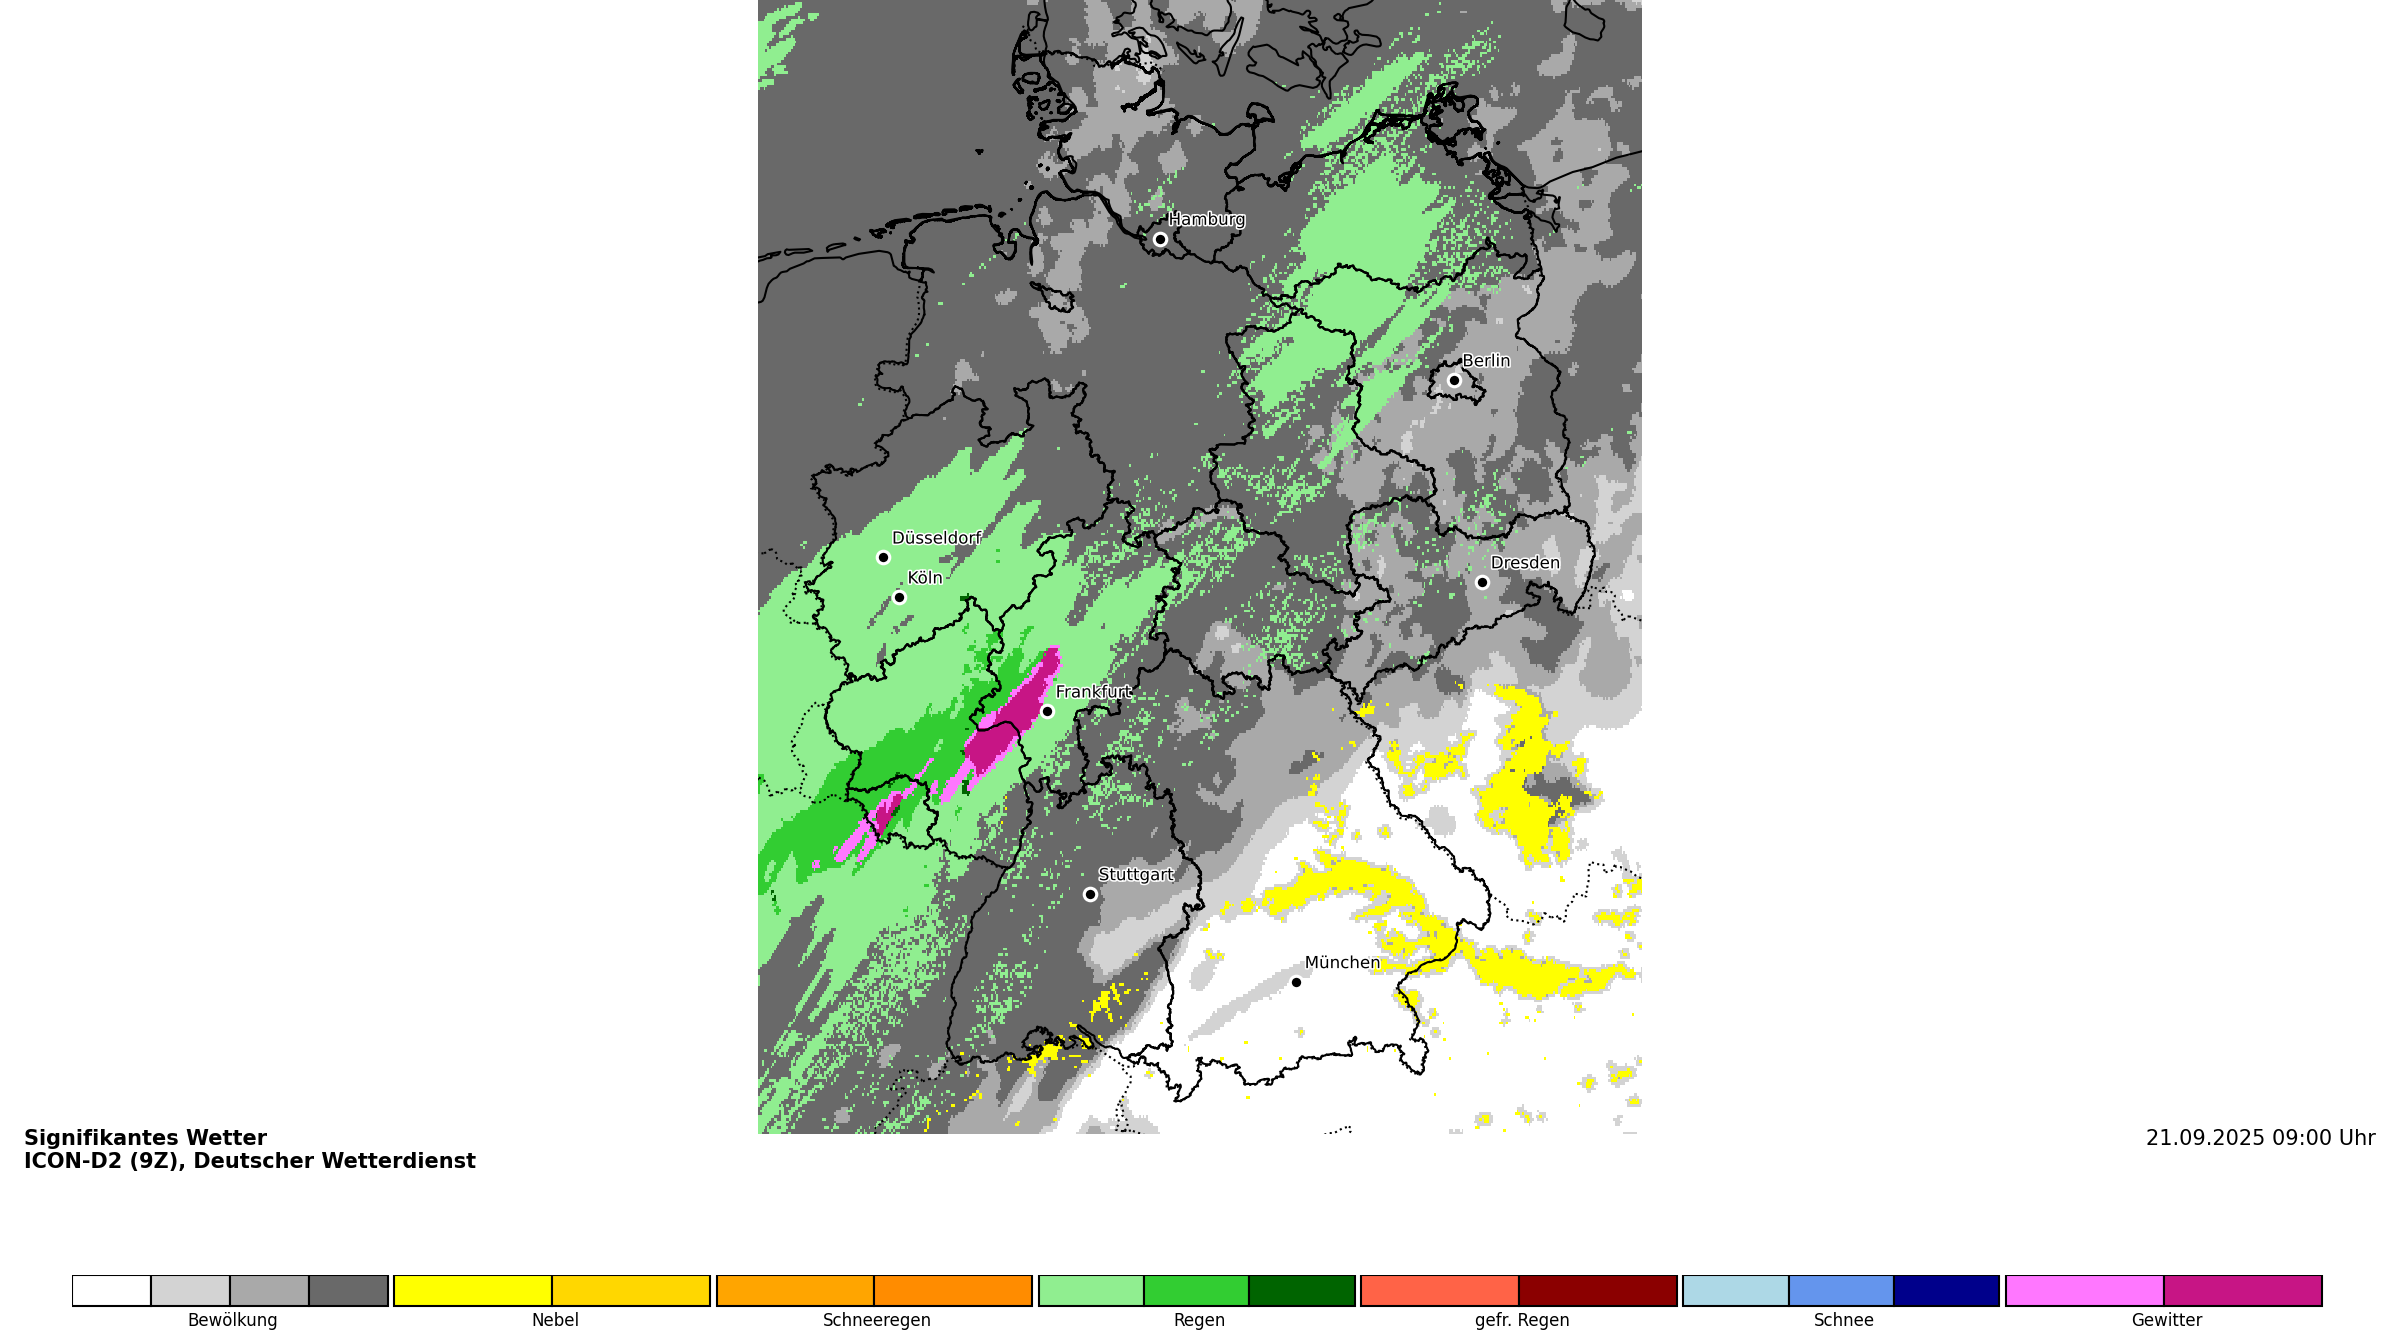 Hamburg
Berlin
Düsseldorf
Köln
Dresden
Frankfurt
Stuttgart
München
Signifikantes Wetter
ICON-D2 (9Z), Deutscher Wetterdienst
21.09.2025 09:00 Uhr
Bewölkung
Nebel
Schneeregen
Regen
gefr. Regen
Schnee
Gewitter